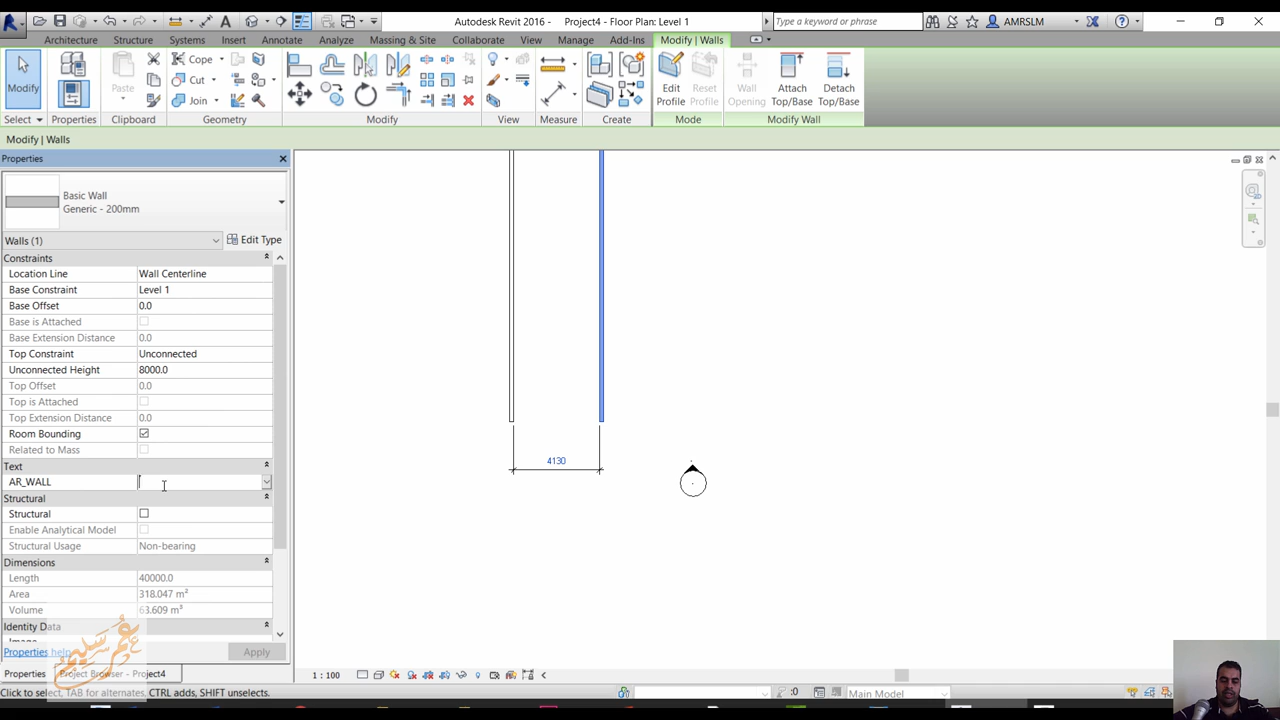 Autodesk Revit 2016 - Project4 - Floor Plan: Level 1
Type a keyword or phrase
AMRSLM
Architecture Structure Systems Insert Annotate Analyze Massing & Site Collaborate View Manage Add-Ins Modify | Walls
Modify
Paste
Cope
Cut
Join
Edit Profile
Reset Profile
Wall Opening
Attach Top/Base
Detach Top/Base
Select Properties Clipboard Geometry Modify View Measure Create Mode Modify Wall
Modify | Walls
Properties
Basic Wall
Generic - 200mm
Walls (1)
Edit Type
Constraints
Location Line Wall Centerline
Base Constraint Level 1
Base Offset 0.0
Base is Attached
Base Extension Distance 0.0
Top Constraint Unconnected
Unconnected Height 8000.0
Top Offset 0.0
Top is Attached
Top Extension Distance 0.0
Room Bounding
Related to Mass
Text
AR_WALL
Structural
Structural
Enable Analytical Model
Structural Usage Non-bearing
Dimensions
Length 40000.0
Area 318.047 m²
Volume 63.609 m³
Identity Data
Image
Properties help
Apply
Properties
Project Browser - Project4
4130
1 : 100
Click to select, TAB for alternates, CTRL adds, SHIFT unselects.
:0
Main Model
عمر سليم